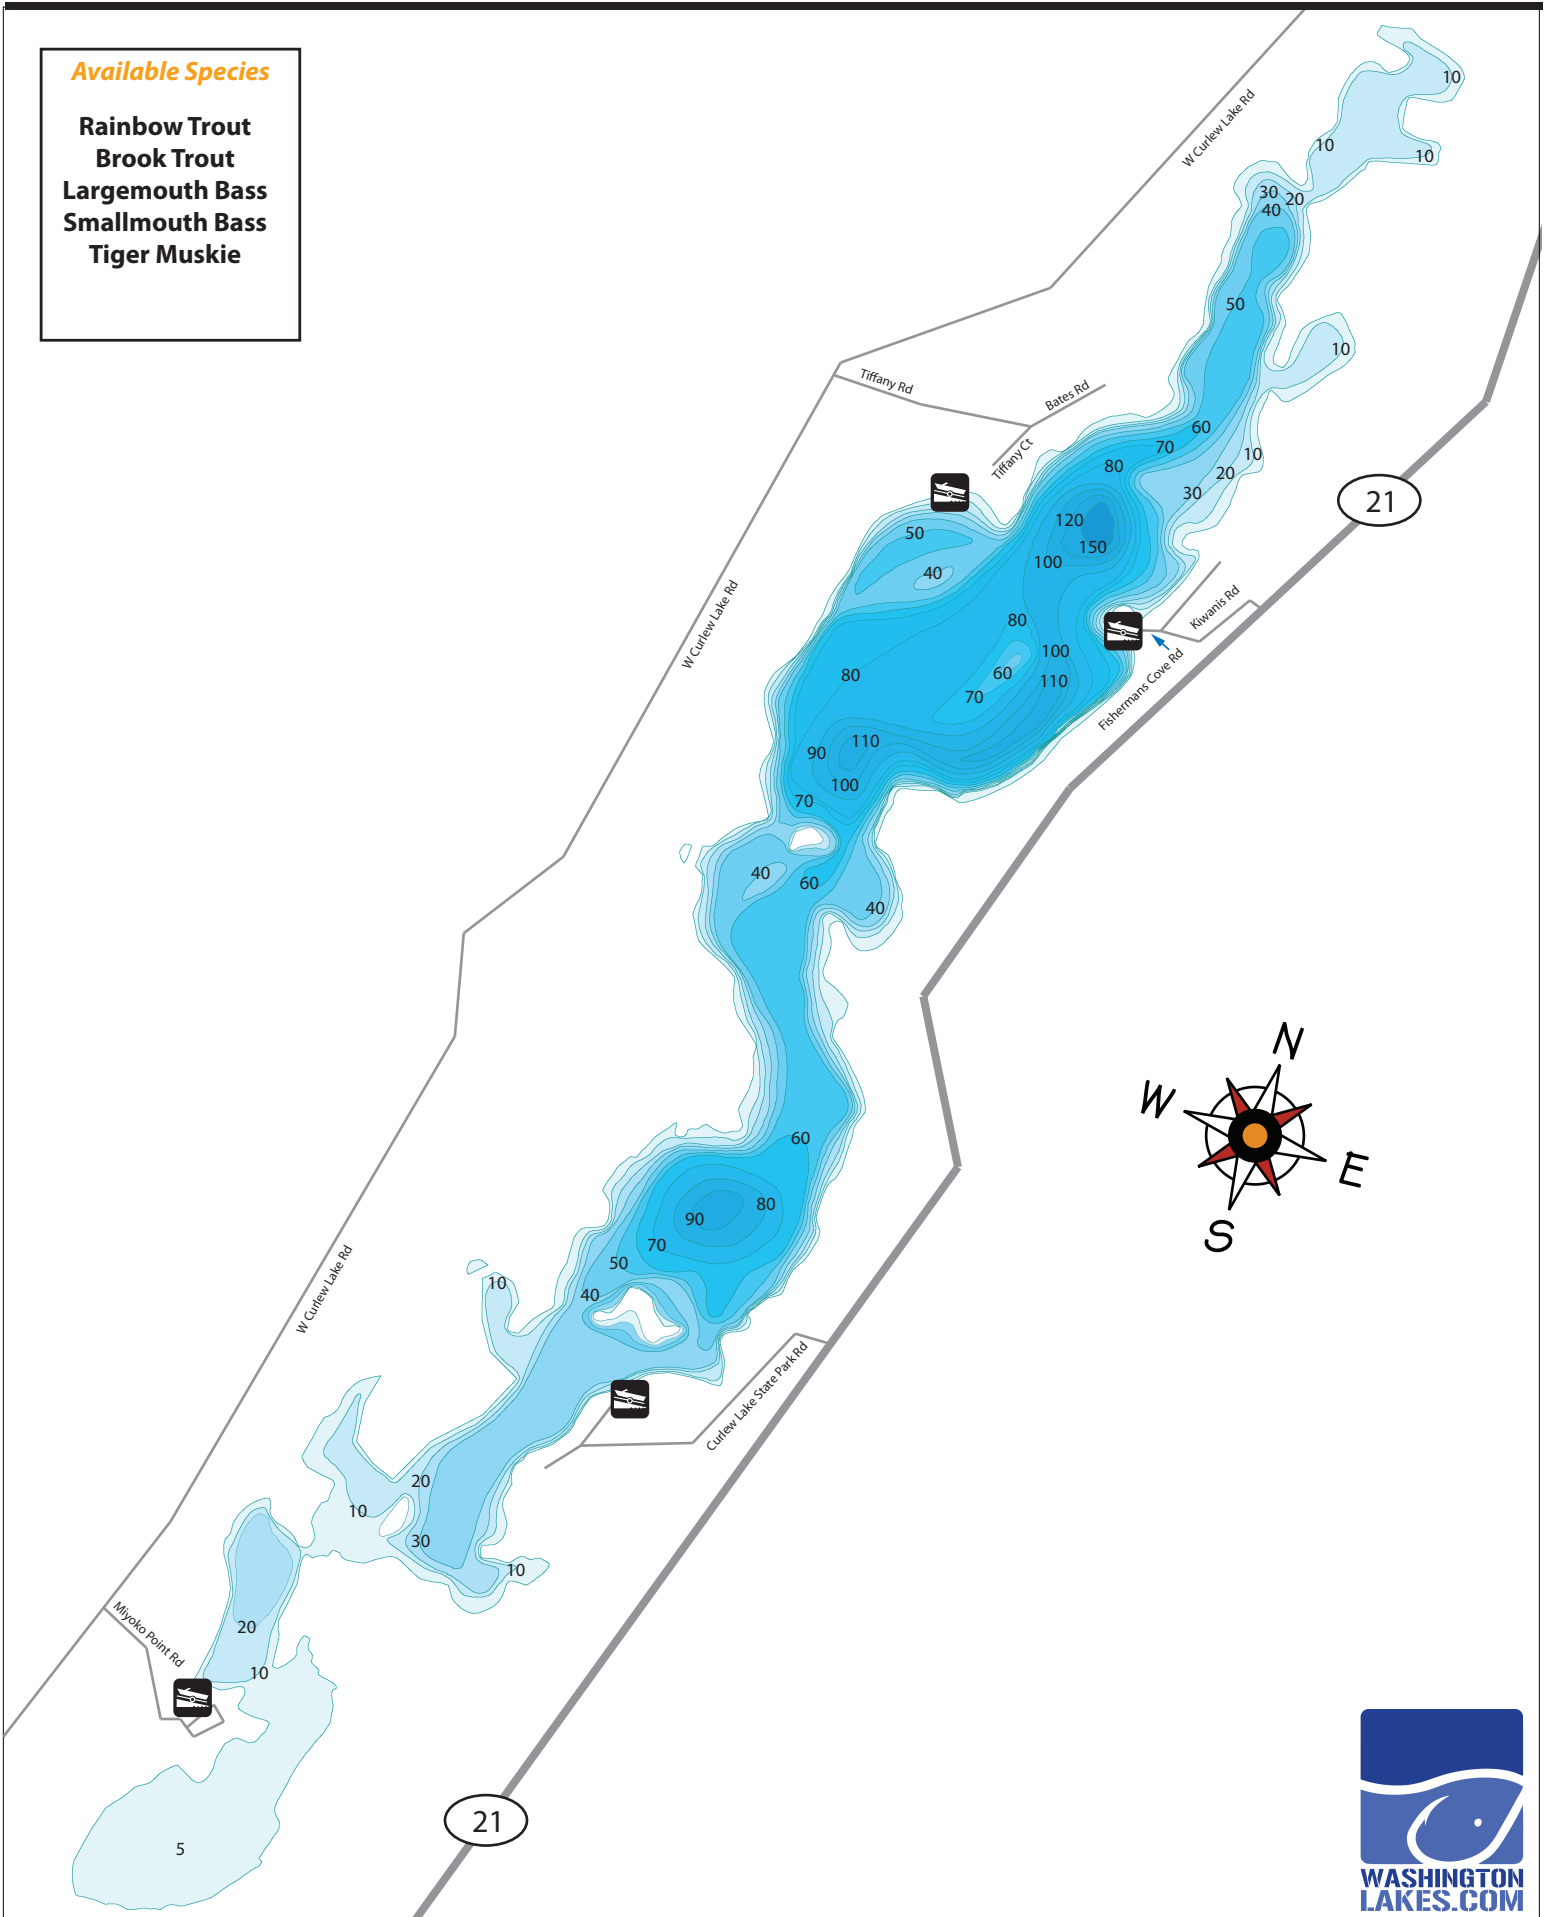 Available Species
Rainbow Trout
Brook Trout
Largemouth Bass
Smallmouth Bass
Tiger Muskie
10
W Curlew Lake Rd
10
10
30
20
40
50
10
Tiffany Rd
Bates Rd
60
70
10
Tiffany Ct
80
20
30
21
120
50
150
100
40
Kiwanis Rd
80
W Curlew Lake Rd
100
60
80
110
Fishermans Cove Rd
70
110
90
100
70
40
60
40
N
W
60
E
80
90
S
70
50
10
40
W Curlew Lake Rd
Curlew Lake State Park Rd
20
10
30
10
20
Miyoko Point Rd
10
21
5
WASHINGTON
LAKES.COM